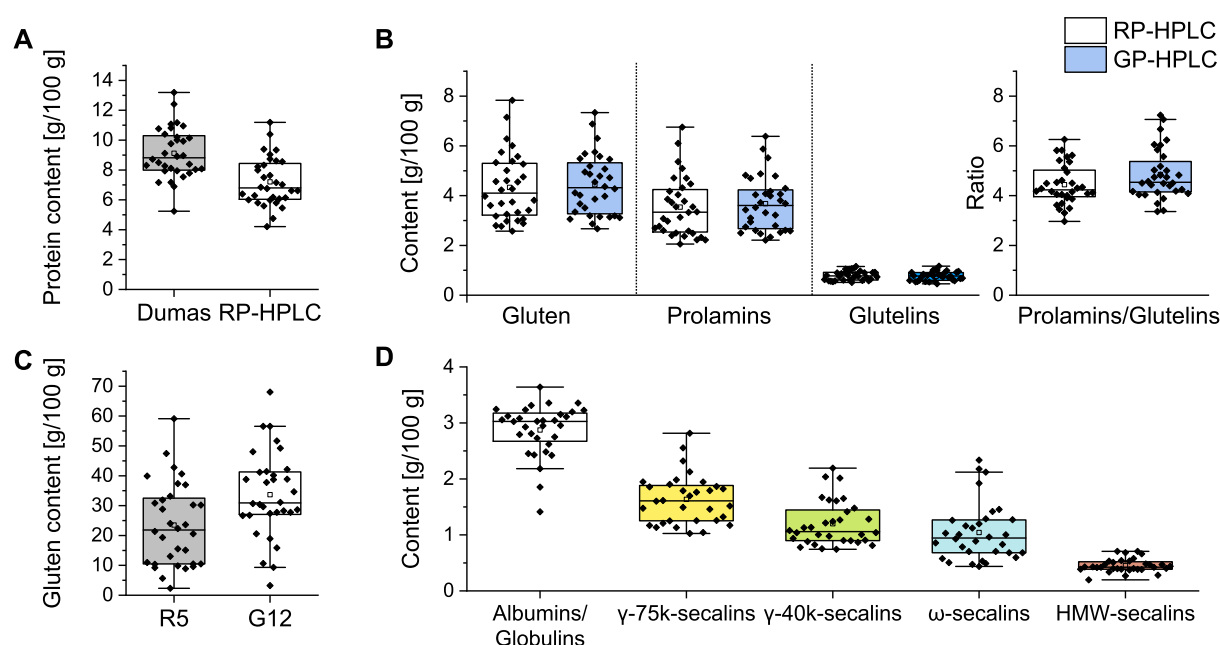 A
Protein content [g/100 g]
14
12
10
8
6
4
2
0
Dumas RP-HPLC
B
RP-HPLC
GP-HPLC
Content [g/100 g]
8
6
4
2
0
Gluten Prolamins Glutelins
Ratio
8
6
4
2
0
Prolamins/Glutelins
C
Gluten content [g/100 g]
70
60
50
40
30
20
10
0
R5 G12
D
Content [g/100 g]
4
3
2
1
0
Albumins/
Globulins
γ-75k-secalins γ-40k-secalins ω-secalins HMW-secalins